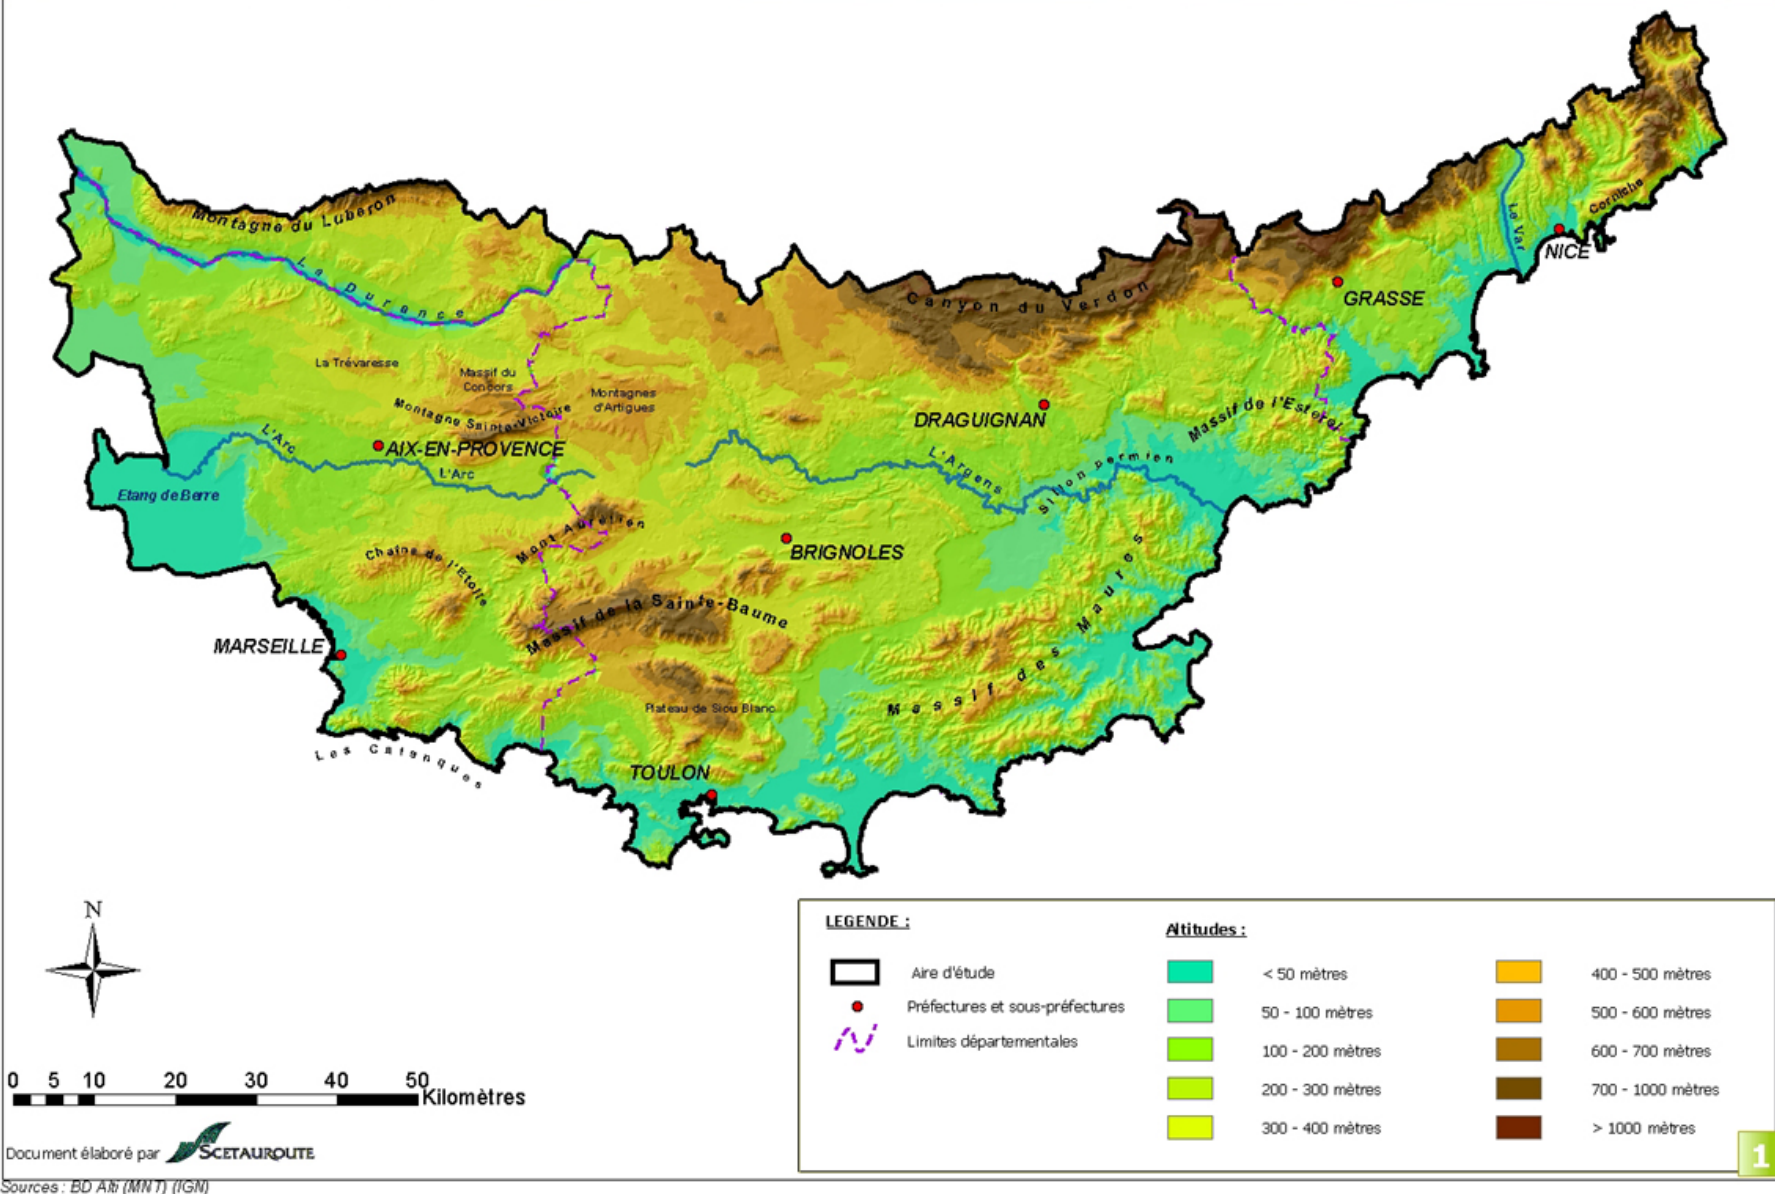 Montagne du Luberon
La Durance
Le Var
Corniche
NICE
GRASSE
Canyon du Verdon
La Trévaresse
Massif du
Concors
Montagnes
d'Artigues
Montagne Sainte-Victoire
DRAGUIGNAN
Massif de l'Esterel
L'Arc
AIX-EN-PROVENCE
L'Arc
L'Argens
Sillon permien
Etang de Berre
Mont Aurélien
Chaîne de l'Etoile
BRIGNOLES
Massif de la Sainte-Baume
Massif des Maures
MARSEILLE
Plateau de Siou Blanc
Les Calanques
TOULON
N
LEGENDE :
Aire d'étude
Préfectures et sous-préfectures
Limites départementales
Altitudes :
< 50 mètres
50 - 100 mètres
100 - 200 mètres
200 - 300 mètres
300 - 400 mètres
400 - 500 mètres
500 - 600 mètres
600 - 700 mètres
700 - 1000 mètres
> 1000 mètres
0 5 10 20 30 40 50
Kilomètres
Document élaboré par SCETAUROUTE
Sources : BD Alti (MNT) (IGN)
1